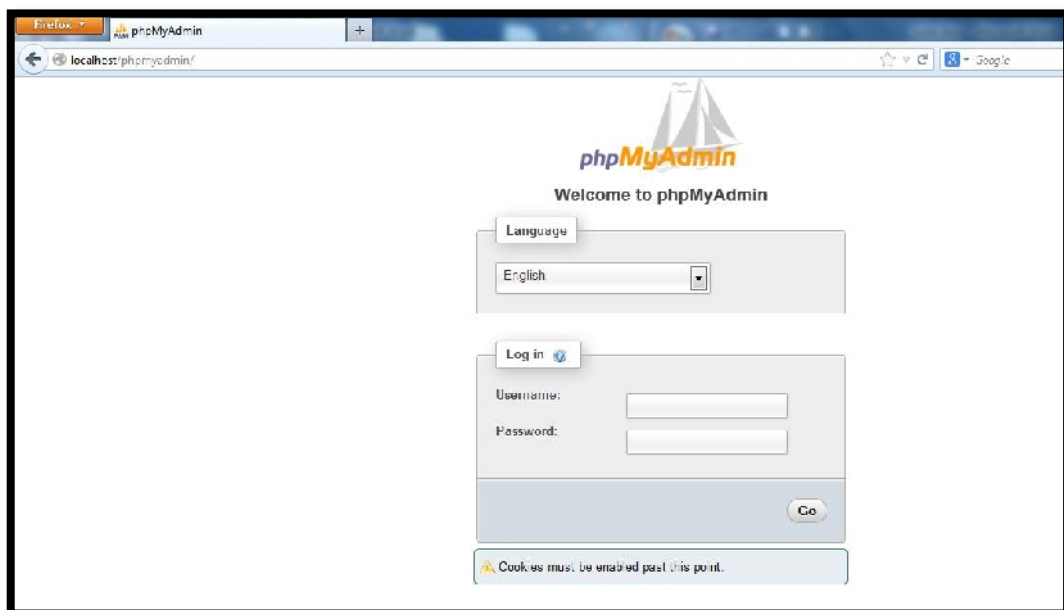 Firefox
phpMyAdmin
localhost/phpmyadmin/
Google
phpMyAdmin
Welcome to phpMyAdmin
Language
English
Log in
Username:
Password:
Go
Cookies must be enabled past this point.